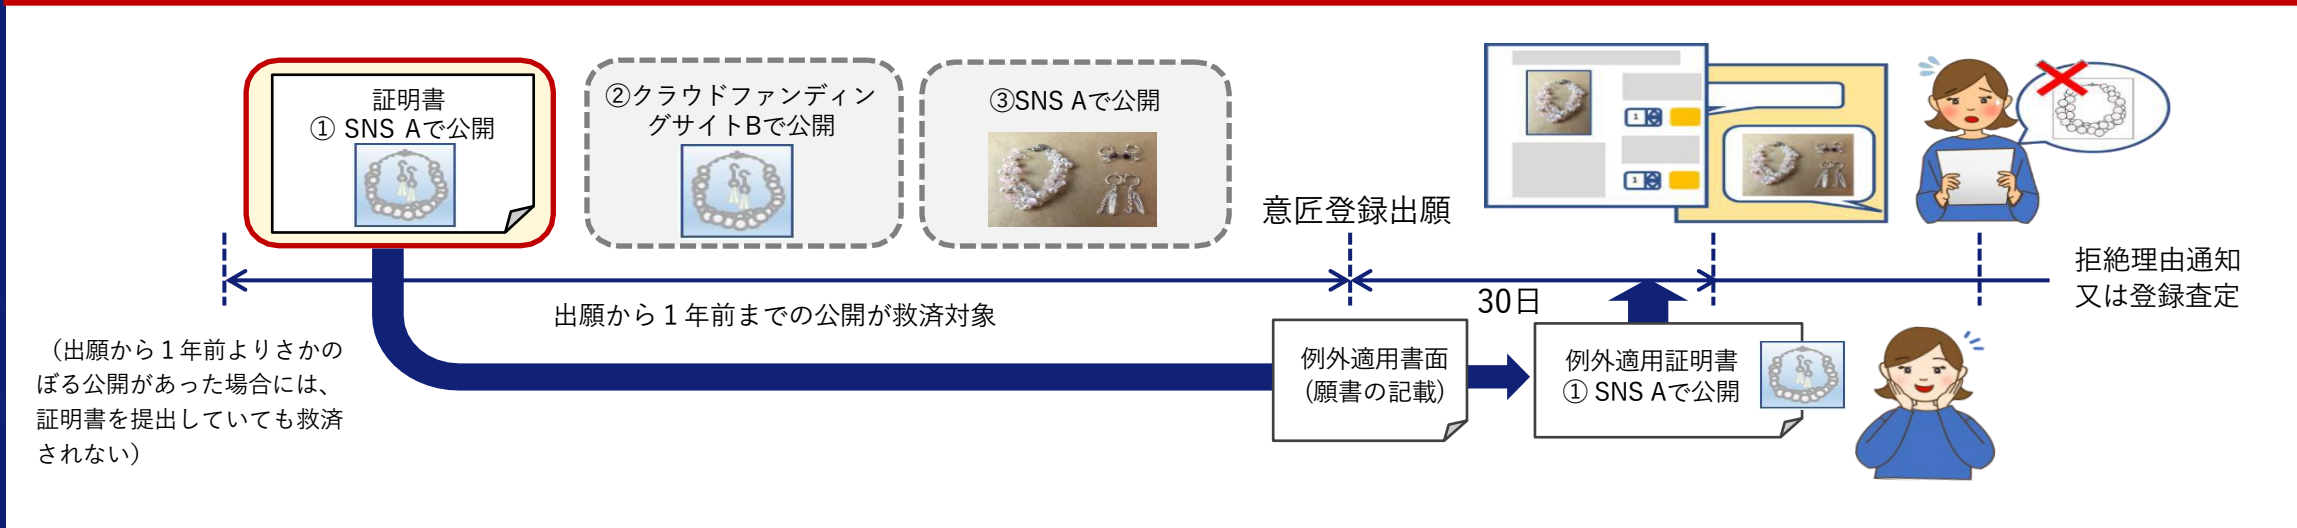 証明書
① SNS Aで公開
②クラウドファンディン
グサイトBで公開
③SNS Aで公開
意匠登録出願
1
1
拒絶理由通知
又は登録査定
出願から１年前までの公開が救済対象
30日
（出願から１年前よりさかの
ぼる公開があった場合には、
証明書を提出していても救済
されない）
例外適用書面
(願書の記載)
例外適用証明書
① SNS Aで公開